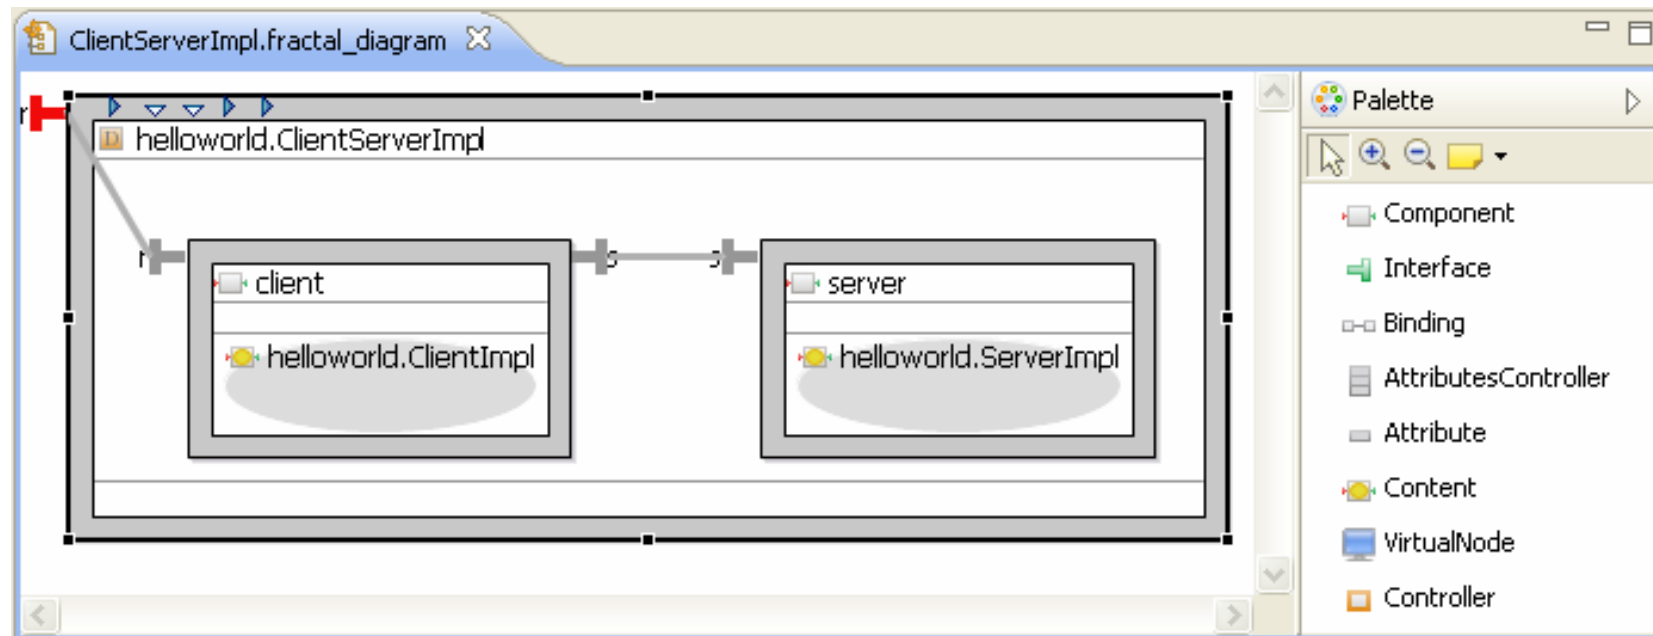 ClientServerImpl.fractal_diagram
r
helloworld.ClientServerImpl
r
s
s
client
server
helloworld.ClientImpl
helloworld.ServerImpl
Palette
Component
Interface
Binding
AttributesController
Attribute
Content
VirtualNode
Controller